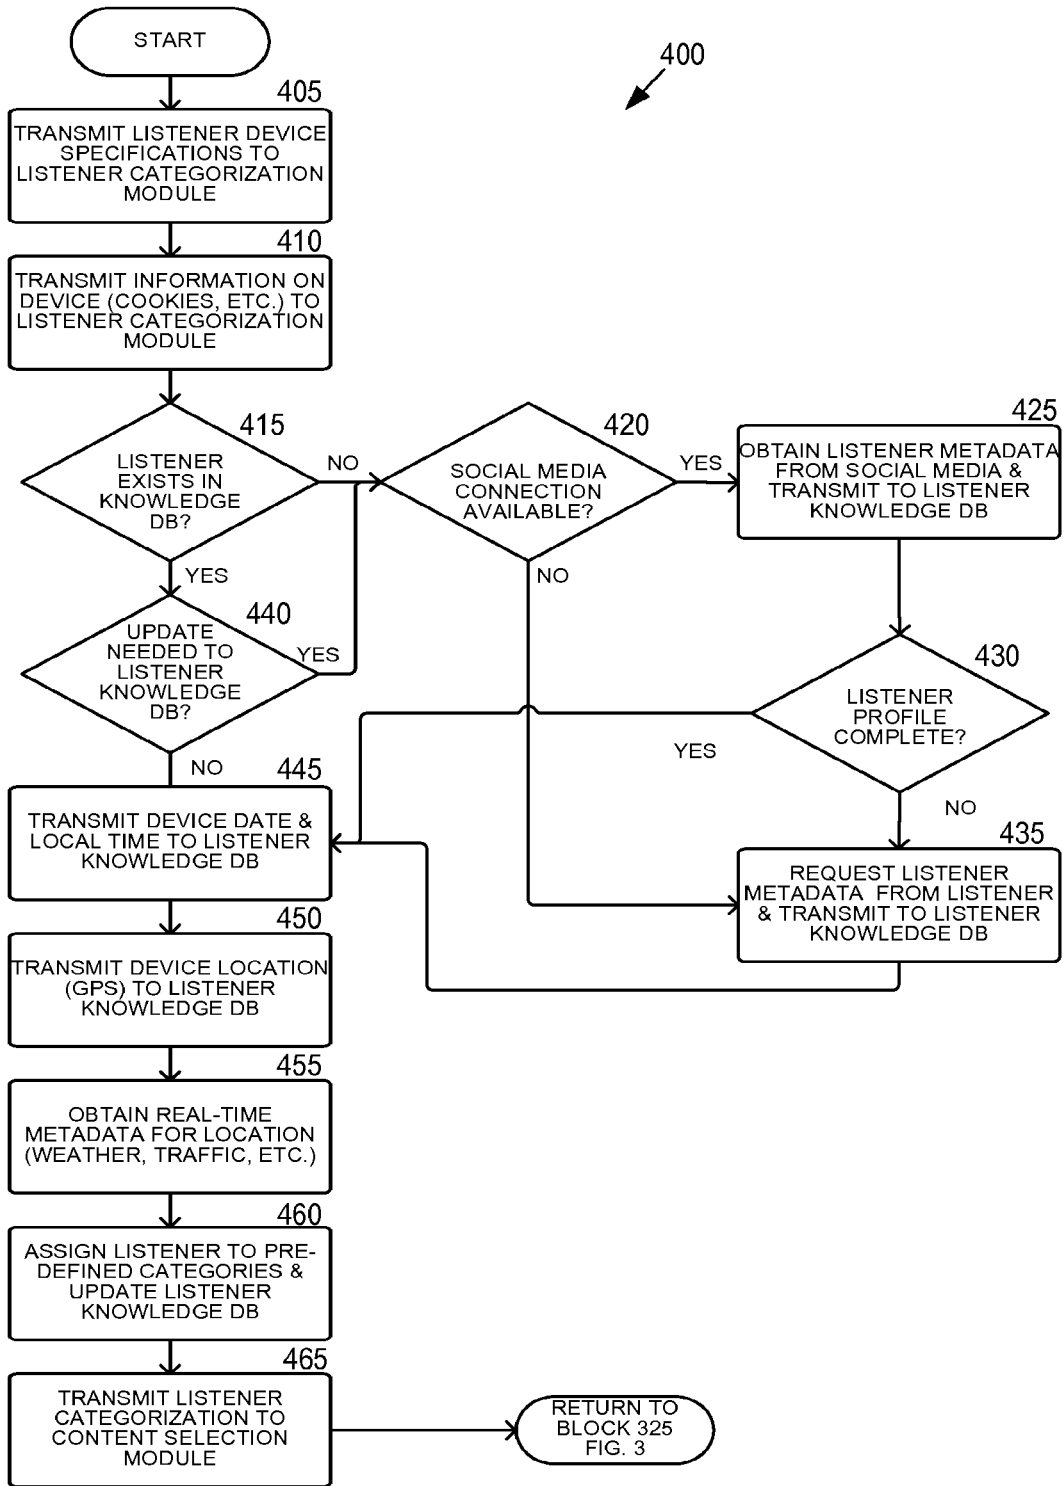 START
400
405
TRANSMIT LISTENER DEVICE
SPECIFICATIONS TO
LISTENER CATEGORIZATION
MODULE
410
TRANSMIT INFORMATION ON
DEVICE (COOKIES, ETC.) TO
LISTENER CATEGORIZATION
MODULE
415
LISTENER
EXISTS IN
KNOWLEDGE
DB?
NO
YES
420
SOCIAL MEDIA
CONNECTION
AVAILABLE?
YES
NO
425
OBTAIN LISTENER METADATA
FROM SOCIAL MEDIA &
TRANSMIT TO LISTENER
KNOWLEDGE DB
440
UPDATE
NEEDED TO
LISTENER
KNOWLEDGE
DB?
YES
NO
430
LISTENER
PROFILE
COMPLETE?
YES
NO
435
REQUEST LISTENER
METADATA FROM LISTENER
& TRANSMIT TO LISTENER
KNOWLEDGE DB
445
TRANSMIT DEVICE DATE &
LOCAL TIME TO LISTENER
KNOWLEDGE DB
450
TRANSMIT DEVICE LOCATION
(GPS) TO LISTENER
KNOWLEDGE DB
455
OBTAIN REAL-TIME
METADATA FOR LOCATION
(WEATHER, TRAFFIC, ETC.)
460
ASSIGN LISTENER TO PRE-
DEFINED CATEGORIES &
UPDATE LISTENER
KNOWLEDGE DB
465
TRANSMIT LISTENER
CATEGORIZATION TO
CONTENT SELECTION
MODULE
RETURN TO
BLOCK 325
FIG. 3